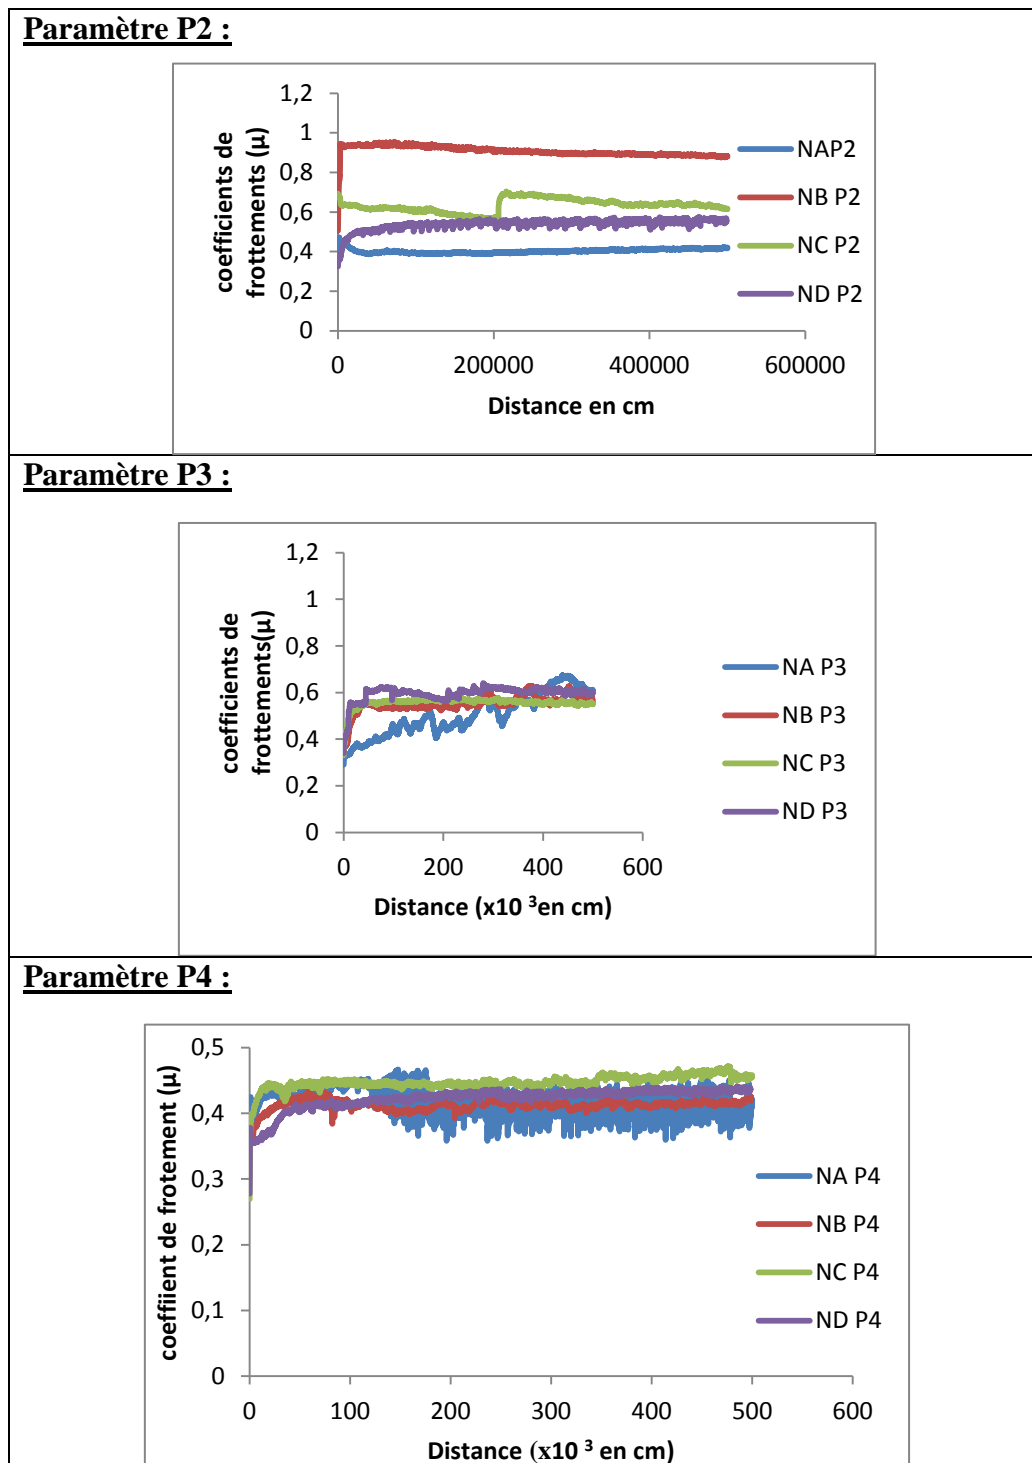 Paramètre P2 :
coefficients de
frottements (µ)
1,2
1
0,8
0,6
0,4
0,2
0
0
200000
400000
600000
Distance en cm
NAP2
NB P2
NC P2
ND P2
Paramètre P3 :
coefficients de
frottements(µ)
1,2
1
0,8
0,6
0,4
0,2
0
0
200
400
600
Distance (x10 ³en cm)
NA P3
NB P3
NC P3
ND P3
Paramètre P4 :
coeffiient de frotement (µ)
0,5
0,4
0,3
0,2
0,1
0
0
100
200
300
400
500
600
Distance (x10 ³ en cm)
NA P4
NB P4
NC P4
ND P4